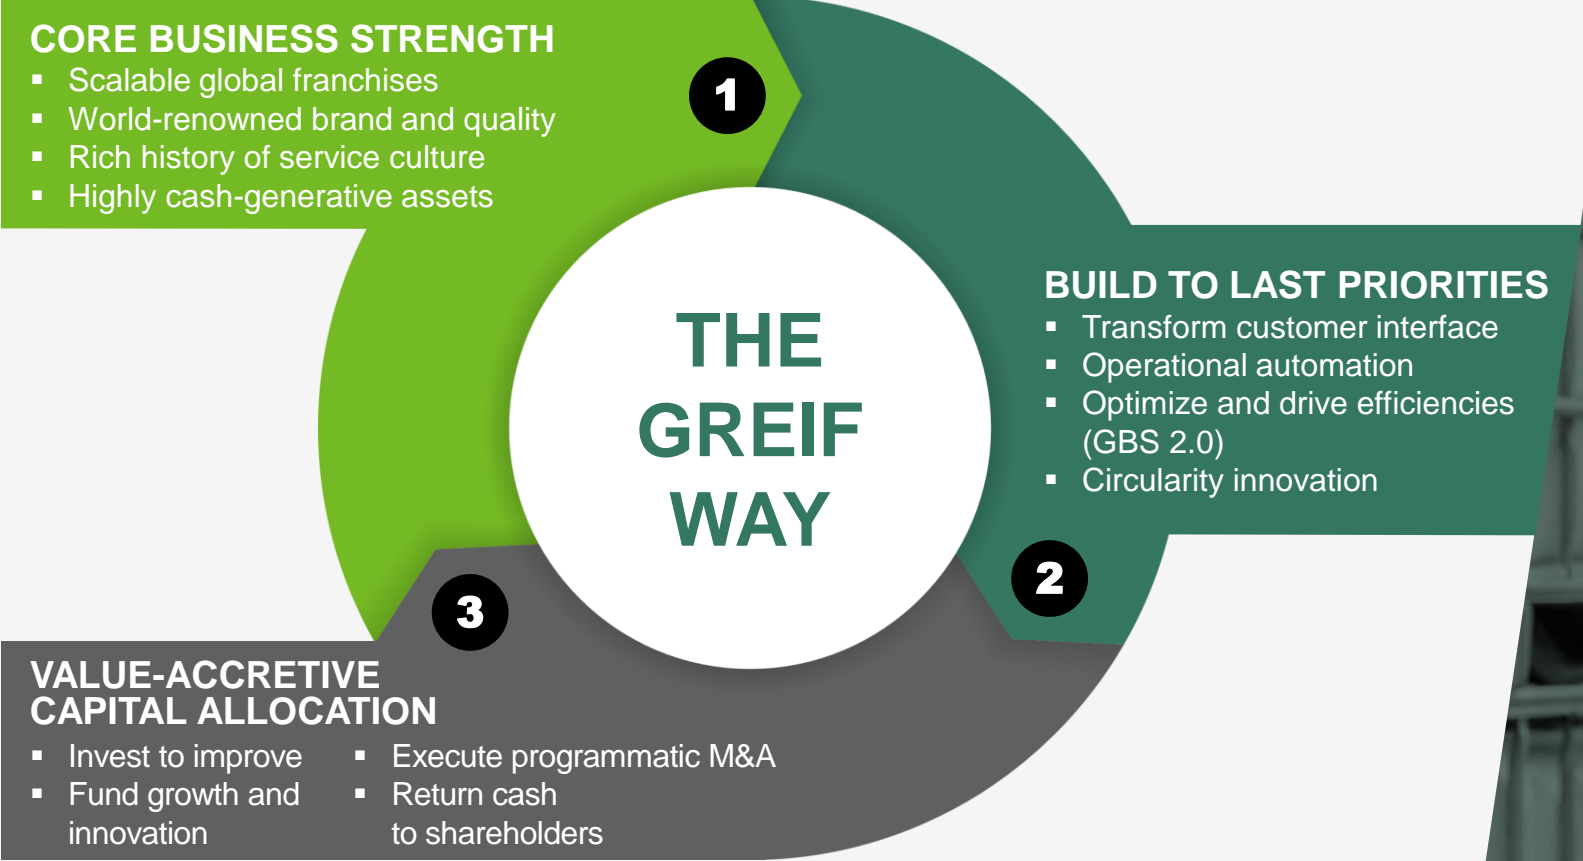 CORE BUSINESS STRENGTH
▪ Scalable global franchises
▪ World-renowned brand and quality
▪ Rich history of service culture
▪ Highly cash-generative assets
1
THE
GREIF
WAY
BUILD TO LAST PRIORITIES
▪ Transform customer interface
▪ Operational automation
▪ Optimize and drive efficiencies
(GBS 2.0)
▪ Circularity innovation
2
3
VALUE-ACCRETIVE
CAPITAL ALLOCATION
▪ Invest to improve
▪ Fund growth and
innovation
▪ Execute programmatic M&A
▪ Return cash
to shareholders